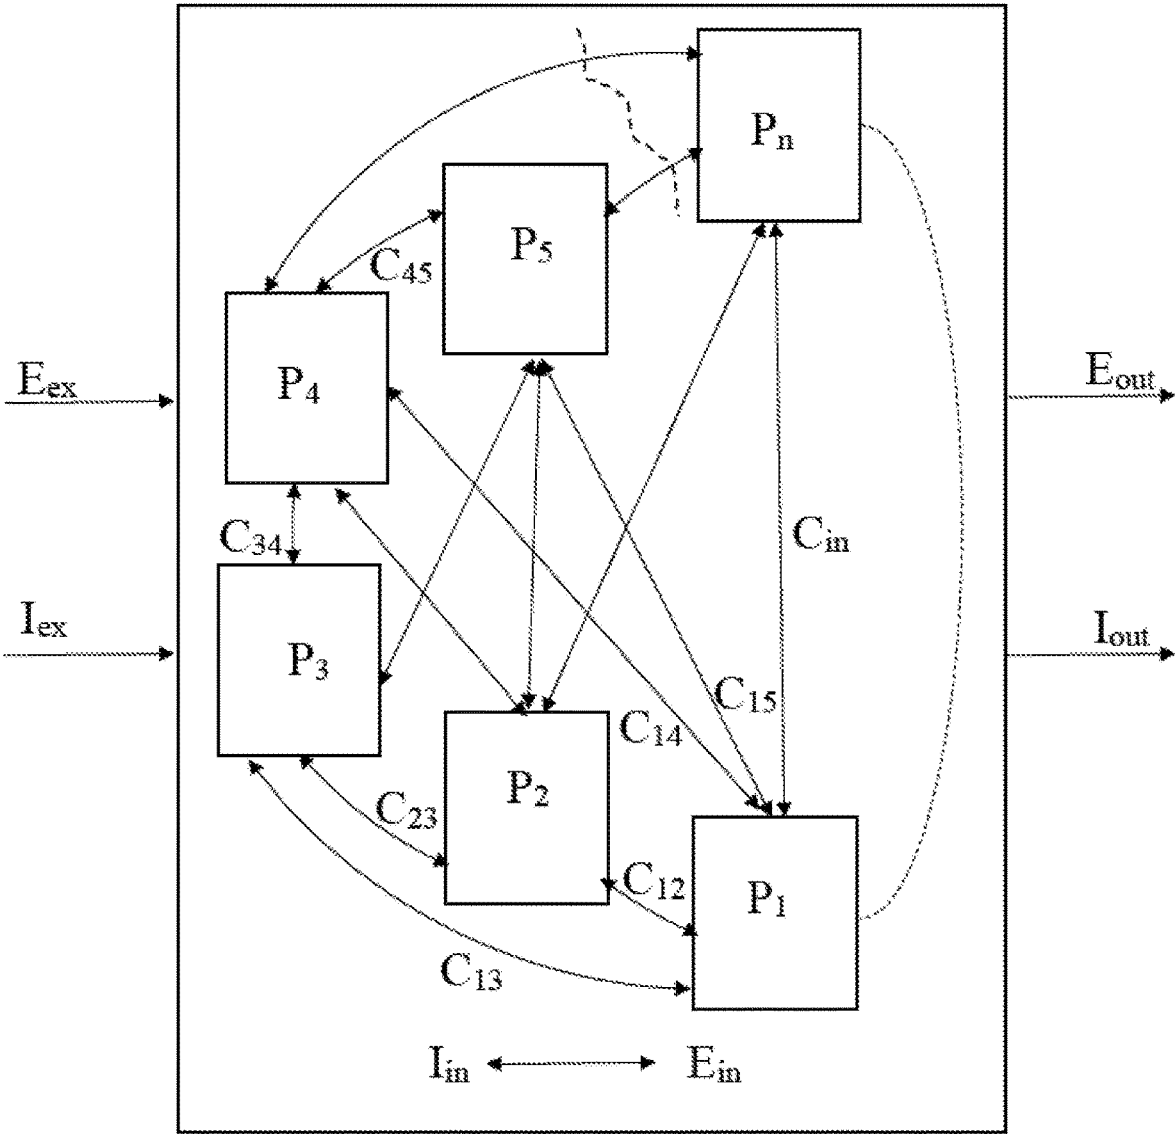 Pn
P5
C45
Eex
P4
Eout
C34
Cin
Iex
P3
Iout
C15
C14
P2
C23
C12
P1
C13
Iin
Ein